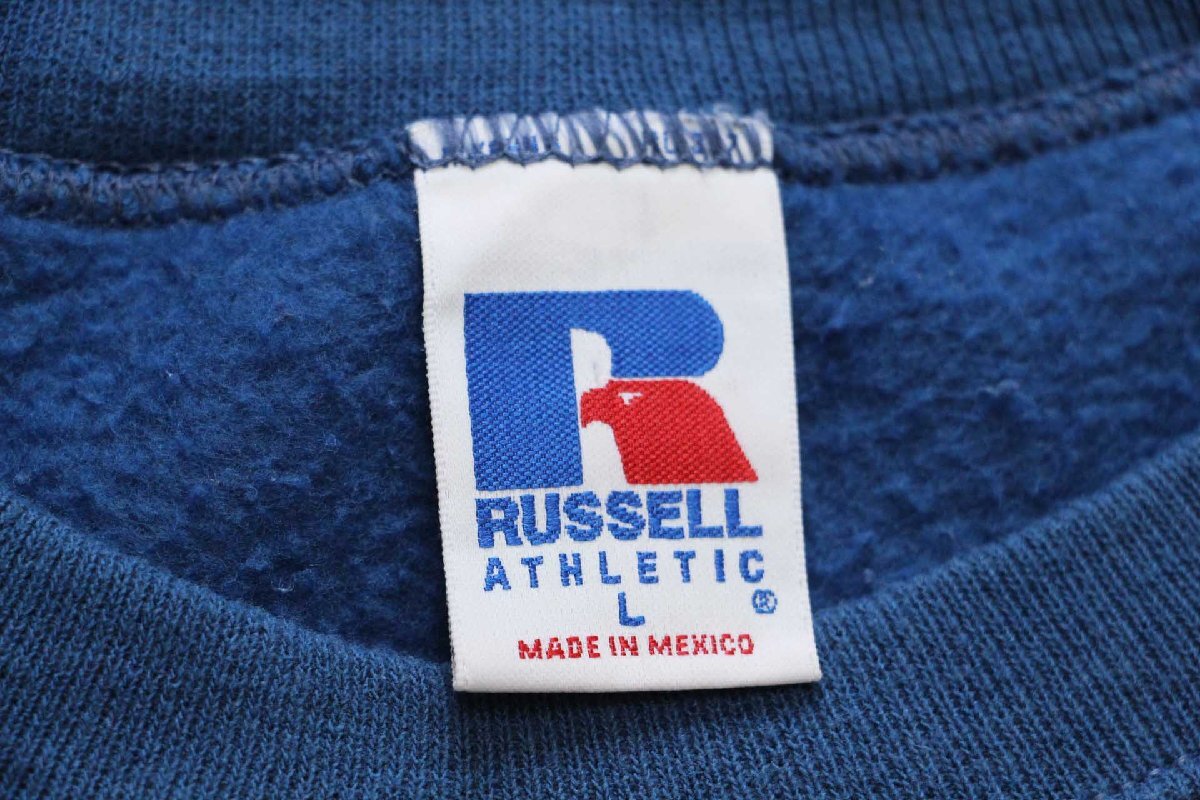 R
RUSSELL
ATHLETIC
L ®
MADE IN MEXICO